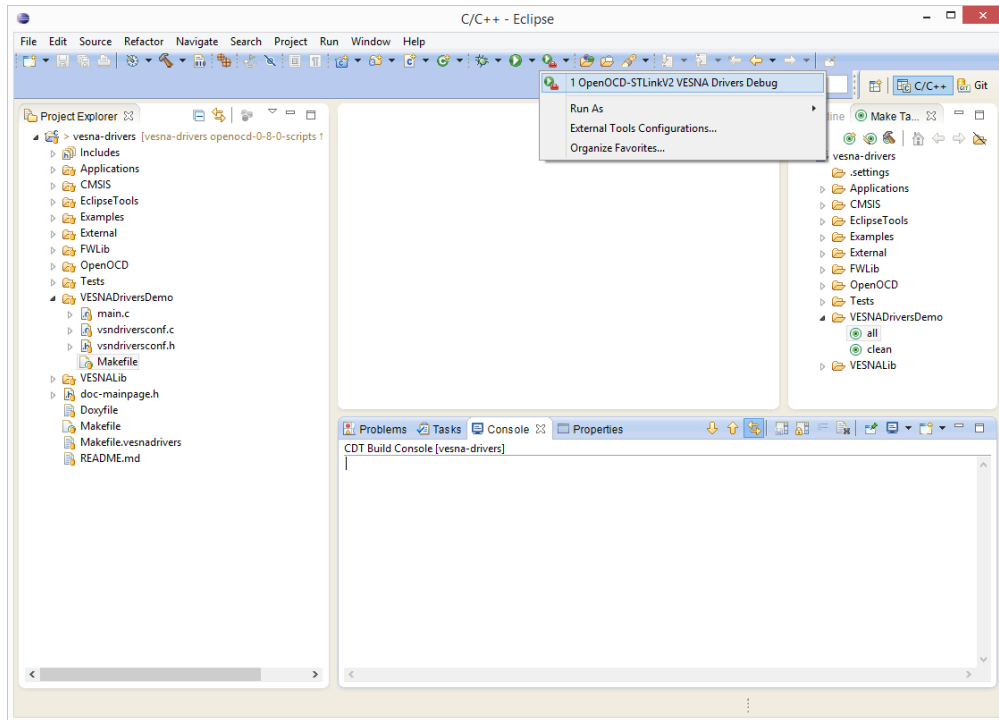 C/C++ - Eclipse
File Edit Source Refactor Navigate Search Project Run Window Help
1 OpenOCD-STLinkV2 VESNA Drivers Debug
Run As
External Tools Configurations...
Organize Favorites...
C/C++
Git
Project Explorer
> vesna-drivers [vesna-drivers openocd-0-8-0-scripts
Includes
Applications
CMSIS
EclipseTools
Examples
External
FWLib
OpenOCD
Tests
VESNADriversDemo
main.c
vsndriversconf.c
vsndriversconf.h
Makefile
VESNALib
doc-mainpage.h
Doxyfile
Makefile
Makefile.vesnadrivers
README.md
ine Make Ta...
vesna-drivers
.settings
Applications
CMSIS
EclipseTools
Examples
External
FWLib
OpenOCD
Tests
VESNADriversDemo
all
clean
VESNALib
Problems Tasks Console Properties
CDT Build Console [vesna-drivers]